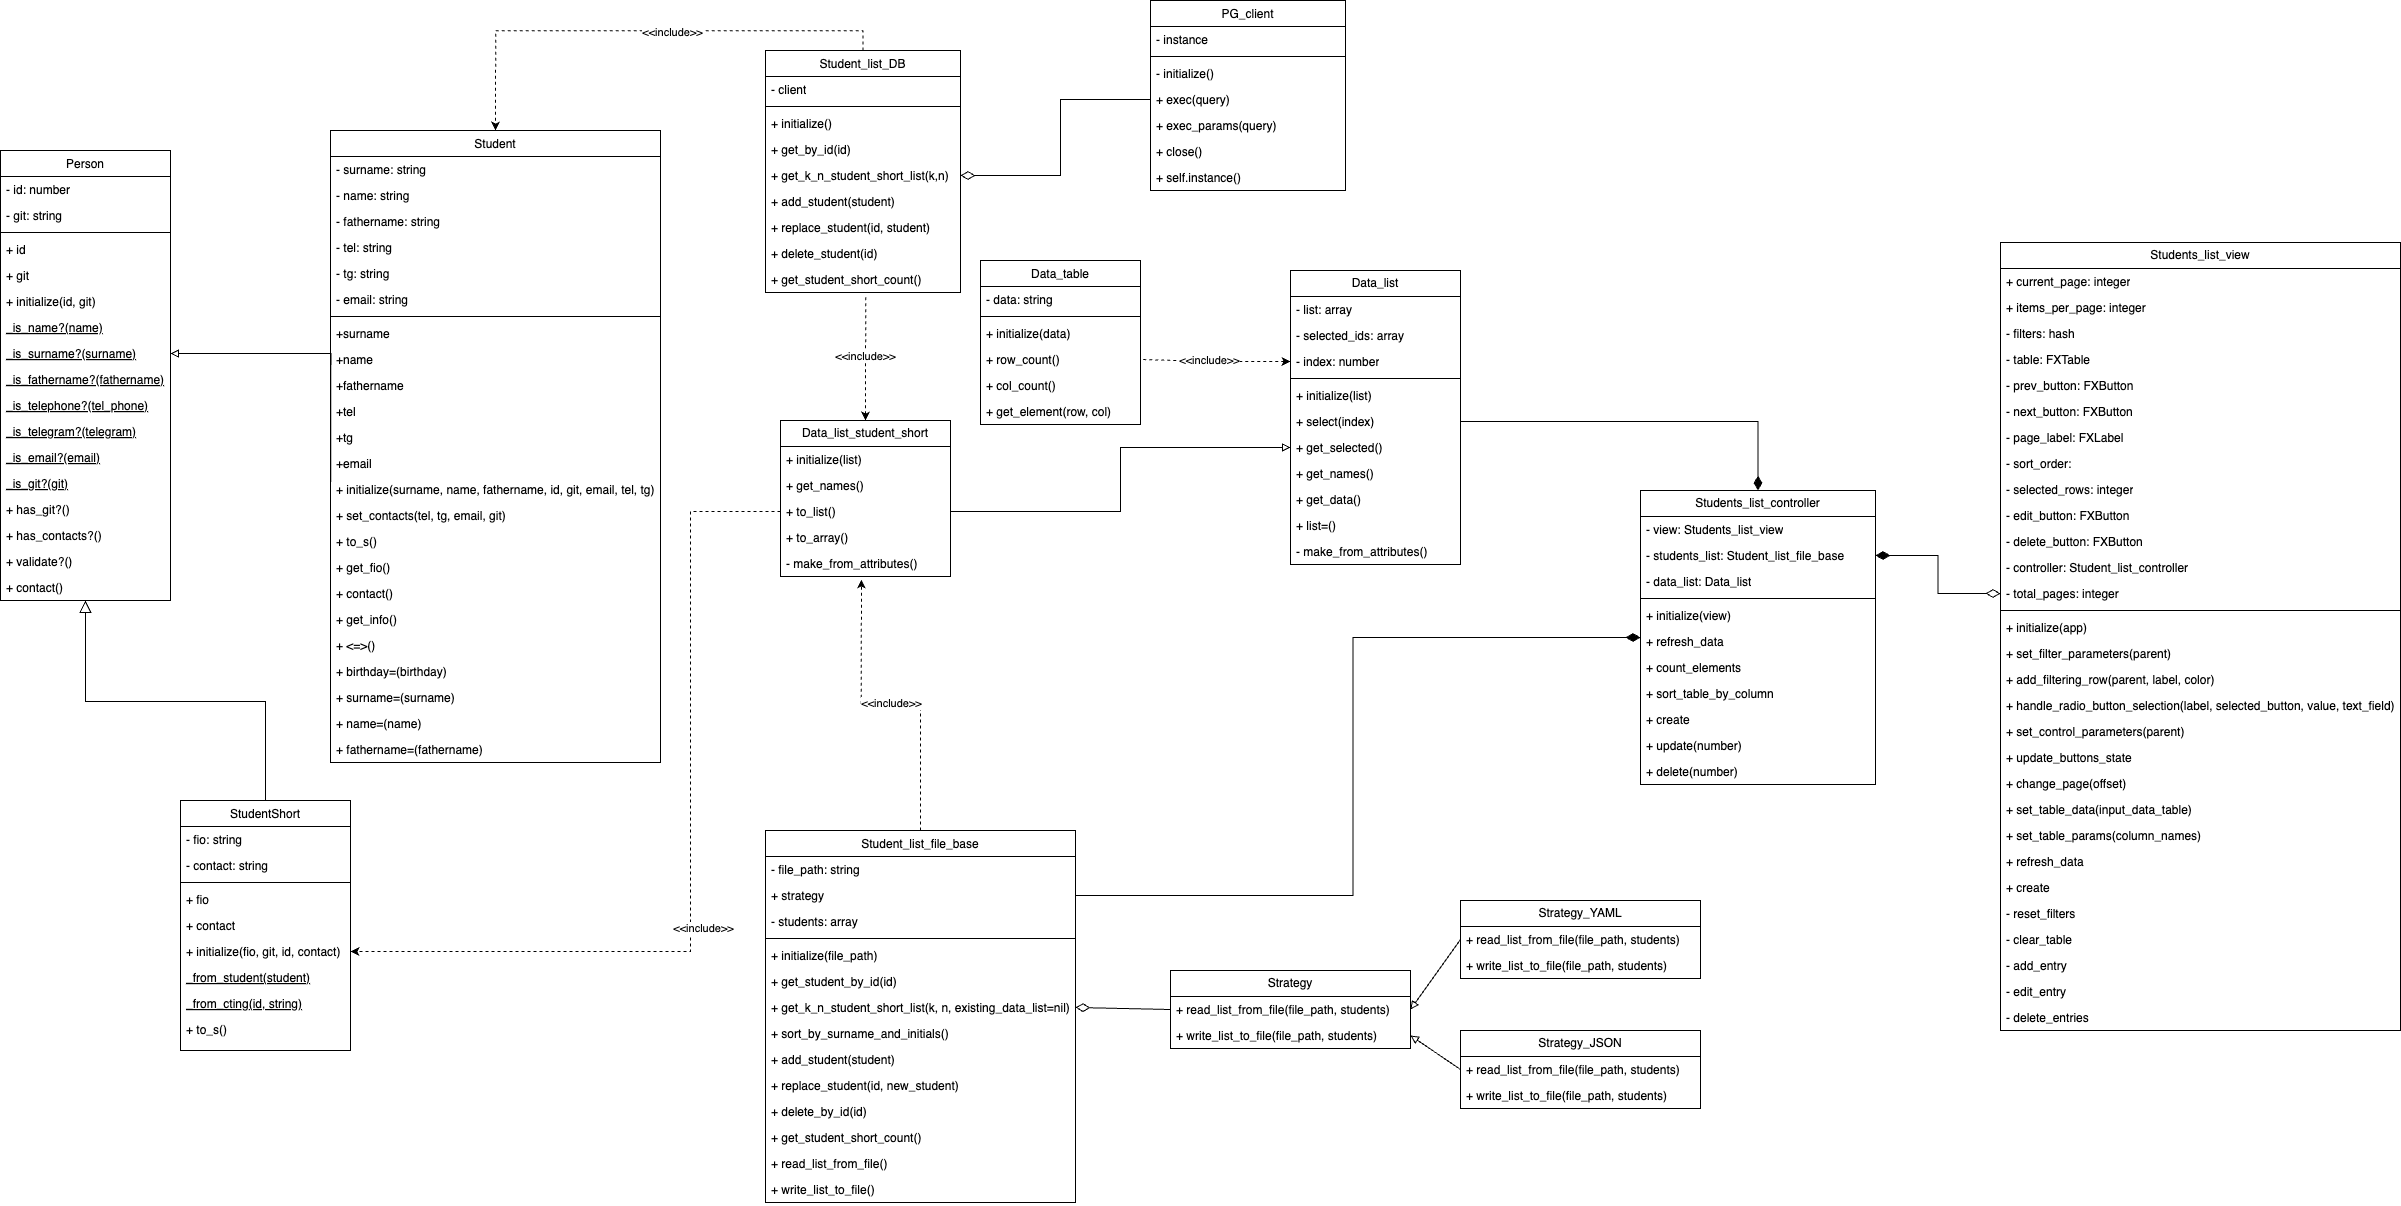 PG_client
- instance
- initialize()
+ exec(query)
+ exec_params(query)
+ close()
+ self.instance()
<<include>>
Student_list_DB
- client
+ initialize()
+ get_by_id(id)
+ get_k_n_student_short_list(k,n)
+ add_student(student)
+ replace_student(id, student)
+ delete_student(id)
+ get_student_short_count()
Person
- id: number
- git: string
+ id
+ git
+ initialize(id, git)
_is_name?(name)
_is_surname?(surname)
_is_fathername?(fathername)
_is_telephone?(tel_phone)
_is_telegram?(telegram)
_is_email?(email)
_is_git?(git)
+ has_git?()
+ has_contacts?()
+ validate?()
+ contact()
Student
- surname: string
- name: string
- fathername: string
- tel: string
- tg: string
- email: string
+surname
+name
+fathername
+tel
+tg
+email
+ initialize(surname, name, fathername, id, git, email, tel, tg)
+ set_contacts(tel, tg, email, git)
+ to_s()
+ get_fio()
+ contact()
+ get_info()
+ <=>()
+ birthday=(birthday)
+ surname=(surname)
+ name=(name)
+ fathername=(fathername)
<<include>>
Data_table
- data: string
+ initialize(data)
+ row_count()
+ col_count()
+ get_element(row, col)
<<include>>
Data_list
- list: array
- selected_ids: array
- index: number
+ initialize(list)
+ select(index)
+ get_selected()
+ get_names()
+ get_data()
+ list=()
- make_from_attributes()
Data_list_student_short
+ initialize(list)
+ get_names()
+ to_list()
+ to_array()
- make_from_attributes()
Students_list_controller
- view: Students_list_view
- students_list: Student_list_file_base
- data_list: Data_list
+ initialize(view)
+ refresh_data
+ count_elements
+ sort_table_by_column
+ create
+ update(number)
+ delete(number)
Students_list_view
+ current_page: integer
+ items_per_page: integer
- filters: hash
- table: FXTable
- prev_button: FXButton
- next_button: FXButton
- page_label: FXLabel
- sort_order:
- selected_rows: integer
- edit_button: FXButton
- delete_button: FXButton
- controller: Student_list_controller
- total_pages: integer
+ initialize(app)
+ set_filter_parameters(parent)
+ add_filtering_row(parent, label, color)
+ handle_radio_button_selection(label, selected_button, value, text_field)
+ set_control_parameters(parent)
+ update_buttons_state
+ change_page(offset)
+ set_table_data(input_data_table)
+ set_table_params(column_names)
+ refresh_data
+ create
- reset_filters
- clear_table
- add_entry
- edit_entry
- delete_entries
<<include>>
StudentShort
- fio: string
- contact: string
+ fio
+ contact
+ initialize(fio, git, id, contact)
_from_student(student)
_from_cting(id, string)
+ to_s()
<<include>>
Student_list_file_base
- file_path: string
+ strategy
- students: array
+ initialize(file_path)
+ get_student_by_id(id)
+ get_k_n_student_short_list(k, n, existing_data_list=nil)
+ sort_by_surname_and_initials()
+ add_student(student)
+ replace_student(id, new_student)
+ delete_by_id(id)
+ get_student_short_count()
+ read_list_from_file()
+ write_list_to_file()
Strategy
+ read_list_from_file(file_path, students)
+ write_list_to_file(file_path, students)
Strategy_YAML
+ read_list_from_file(file_path, students)
+ write_list_to_file(file_path, students)
Strategy_JSON
+ read_list_from_file(file_path, students)
+ write_list_to_file(file_path, students)